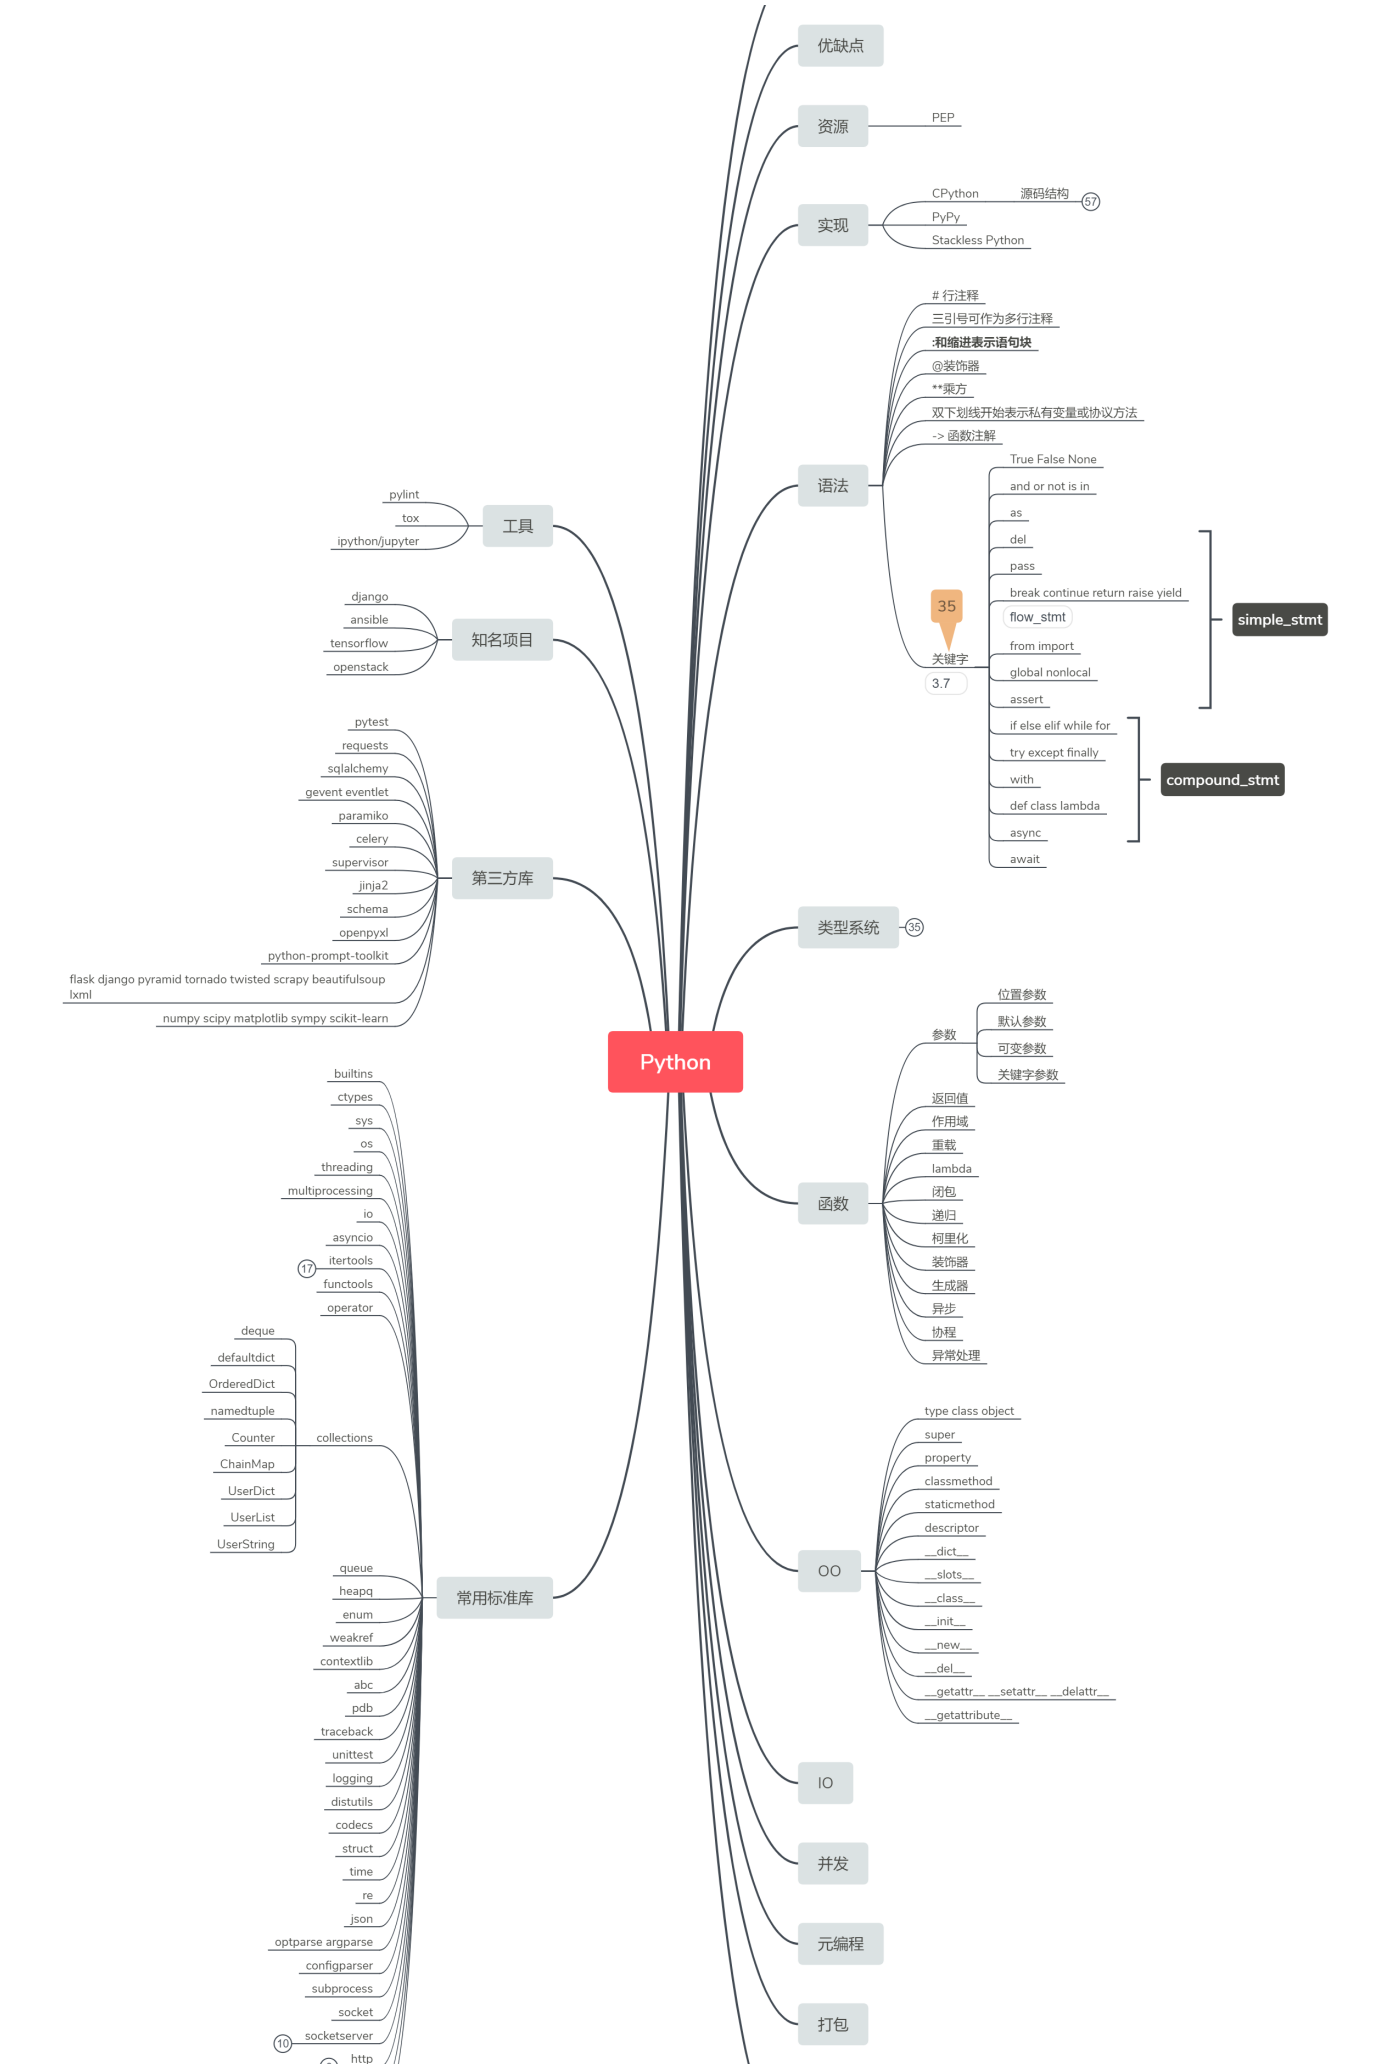 Python
优缺点
资源
PEP
实现
CPython
源码结构
57
PyPy
Stackless Python
语法
# 行注释
三引号可作为多行注释
:和缩进表示语句块
@装饰器
**乘方
双下划线开始表示私有变量或协议方法
-> 函数注解
35
关键字
3.7
True False None
and or not is in
as
del
pass
break continue return raise yield
flow_stmt
from import
global nonlocal
assert
simple_stmt
if else elif while for
try except finally
with
def class lambda
async
compound_stmt
await
类型系统
35
函数
参数
位置参数
默认参数
可变参数
关键字参数
返回值
作用域
重载
lambda
闭包
递归
柯里化
装饰器
生成器
异步
协程
异常处理
OO
type class object
super
property
classmethod
staticmethod
descriptor
__dict__
__slots__
__class__
__init__
__new__
__del__
__getattr__ __setattr__ __delattr__
__getattribute__
IO
并发
元编程
打包
工具
pylint
tox
ipython/jupyter
知名项目
django
ansible
tensorflow
openstack
第三方库
pytest
requests
sqlalchemy
gevent eventlet
paramiko
celery
supervisor
jinja2
schema
openpyxl
python-prompt-toolkit
flask django pyramid tornado twisted scrapy beautifulsoup
lxml
numpy scipy matplotlib sympy scikit-learn
常用标准库
builtins
ctypes
sys
os
threading
multiprocessing
io
asyncio
itertools
17
functools
operator
collections
deque
defaultdict
OrderedDict
namedtuple
Counter
ChainMap
UserDict
UserList
UserString
queue
heapq
enum
weakref
contextlib
abc
pdb
traceback
unittest
logging
distutils
codecs
struct
time
re
json
optparse argparse
configparser
subprocess
socket
socketserver
10
http